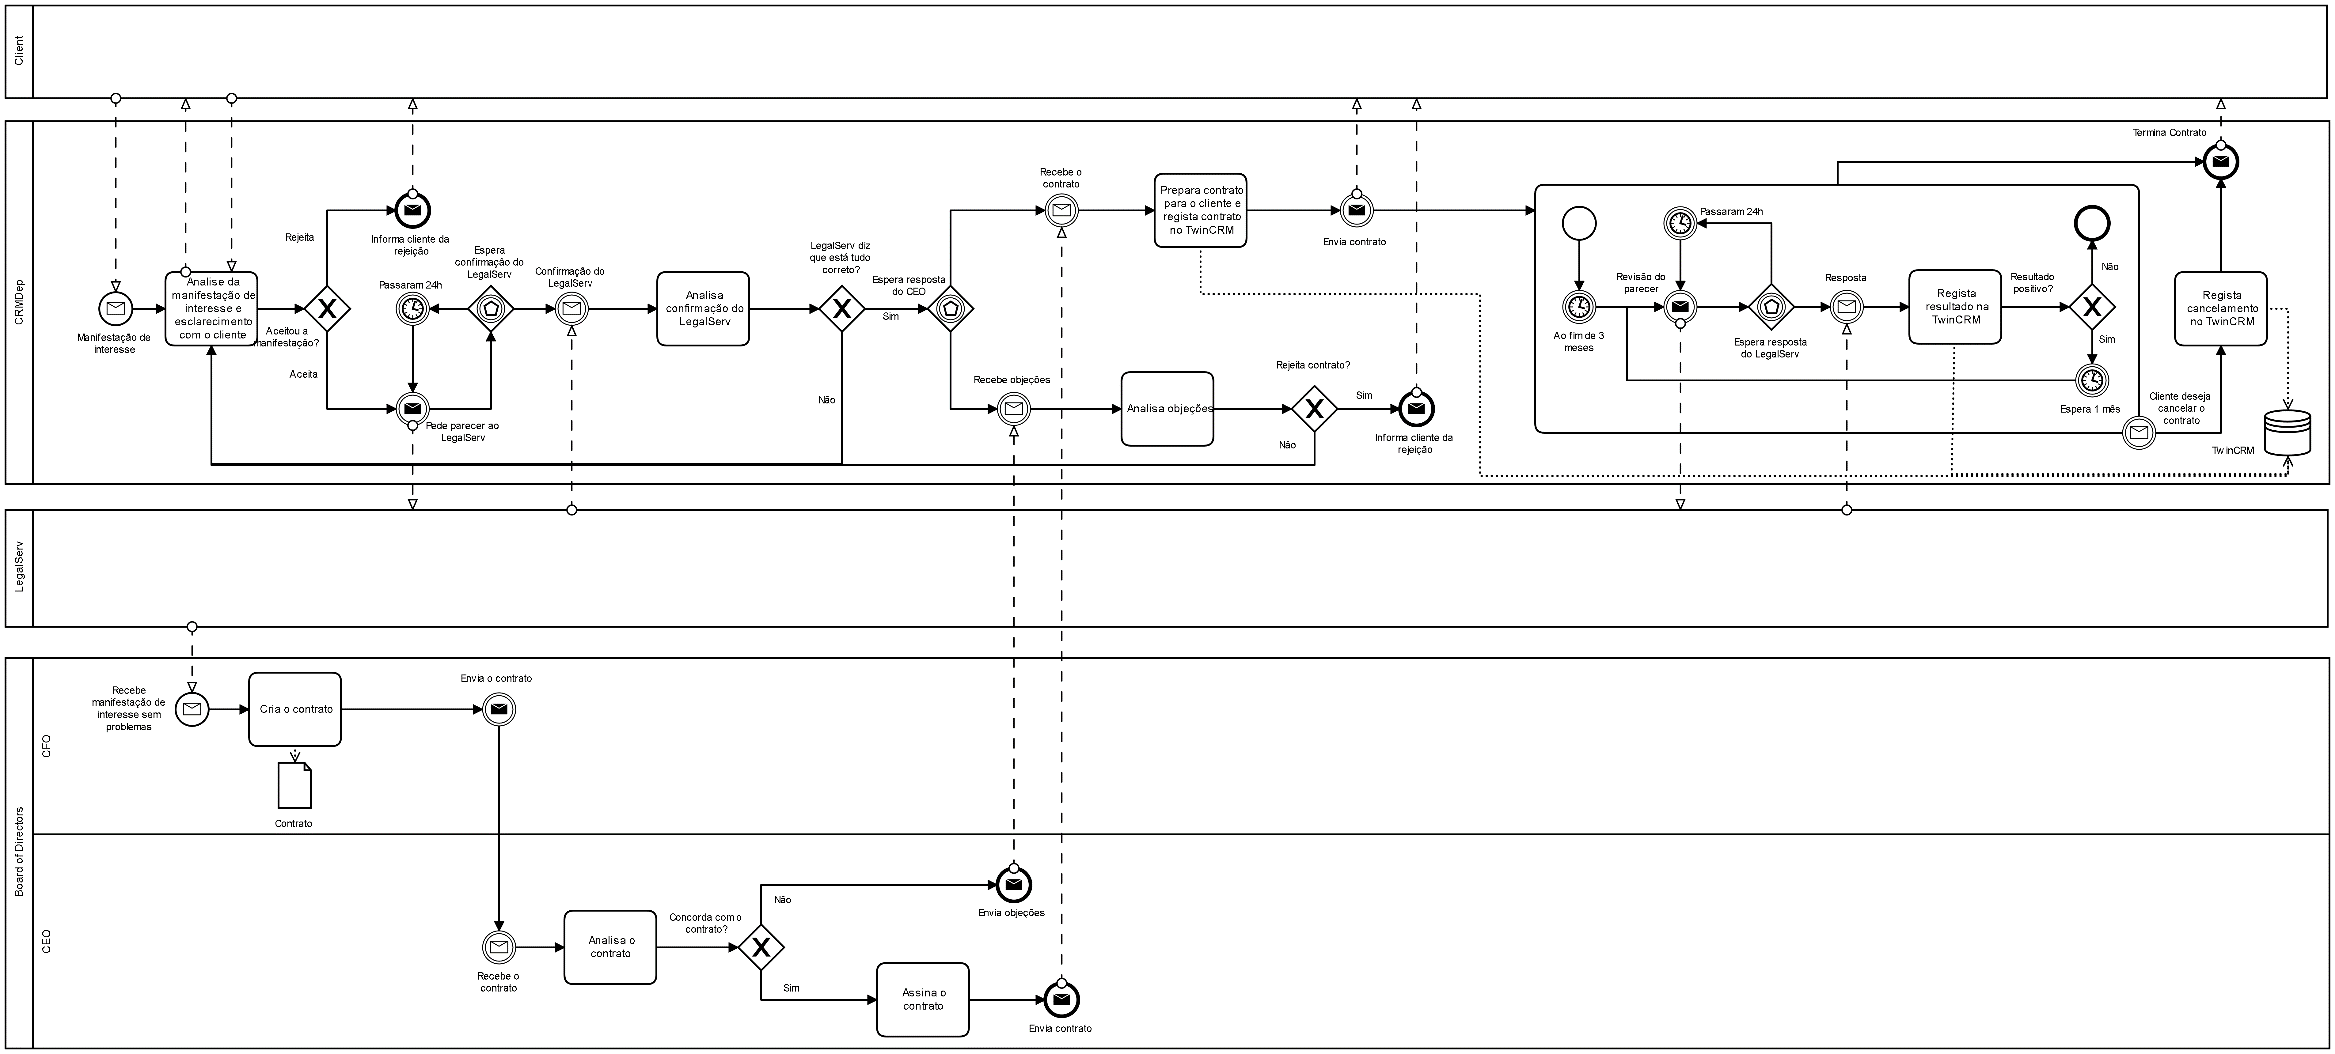 Client
CRMDep
Manifestação de
interesse
Analise da
manifestação de
interesse e
esclarecimento
com o cliente
Aceitou a
manifestação?
Rejeita
Aceita
Informa cliente da
rejeição
Passaram 24h
Espera
confirmação do
LegalServ
Pede parecer ao
LegalServ
Confirmação do
LegalServ
Analisa
confirmação do
LegalServ
LegalServ diz
que está tudo
correto?
Sim
Não
Espera resposta
do CEO
Recebe o
contrato
Prepara contrato
para o cliente e
regista contrato
no TwinCRM
Envia contrato
Recebe objeções
Analisa objeções
Rejeita contrato?
Sim
Não
Informa cliente da
rejeição
Ao fim de 3
meses
Revisão do
parecer
Passaram 24h
Espera resposta
do LegalServ
Resposta
Regista
resultado na
TwinCRM
Resultado
positivo?
Não
Sim
Espera 1 mês
Cliente deseja
cancelar o
contrato
Regista
cancelamento
no TwinCRM
Termina Contrato
TwinCRM
LegalServ
Board of Directors
CFO
Recebe
manifestação de
interesse sem
problemas
Cria o contrato
Contrato
Envia o contrato
CEO
Recebe o
contrato
Analisa o
contrato
Concorda com o
contrato?
Não
Sim
Envia objeções
Assina o
contrato
Envia contrato